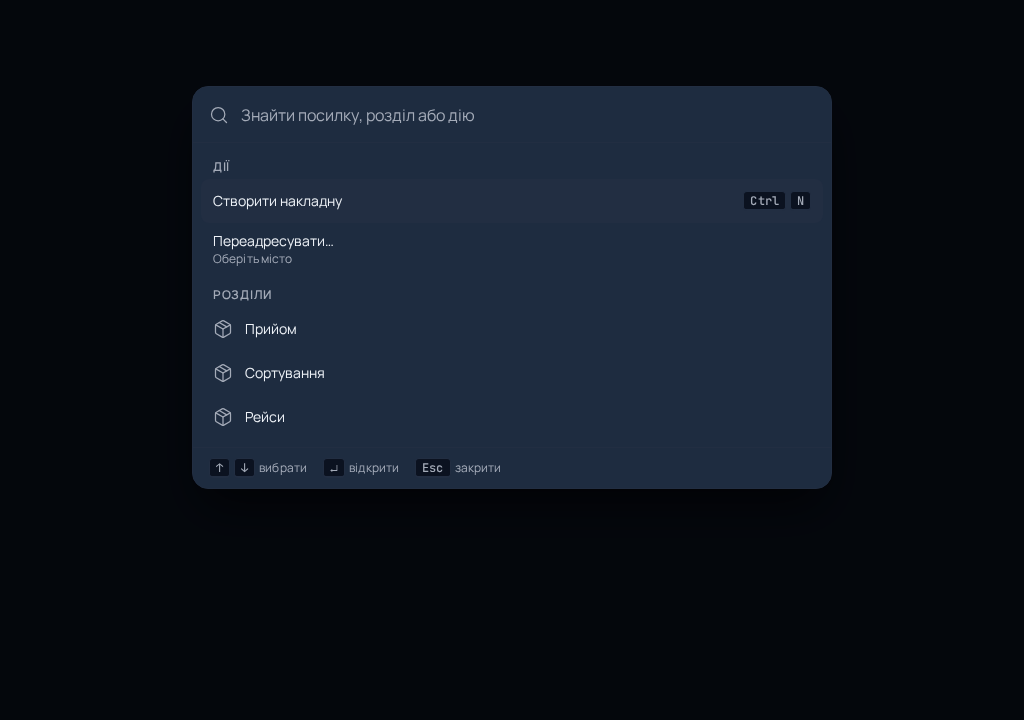 Знайти посилку, розділ або дію
ДІЇ
Створити накладну Ctrl N
Переадресувати…
Оберіть місто
РОЗДІЛИ
Прийом
Сортування
Рейси
↑ ↓ вибрати ↵ відкрити Esc закрити